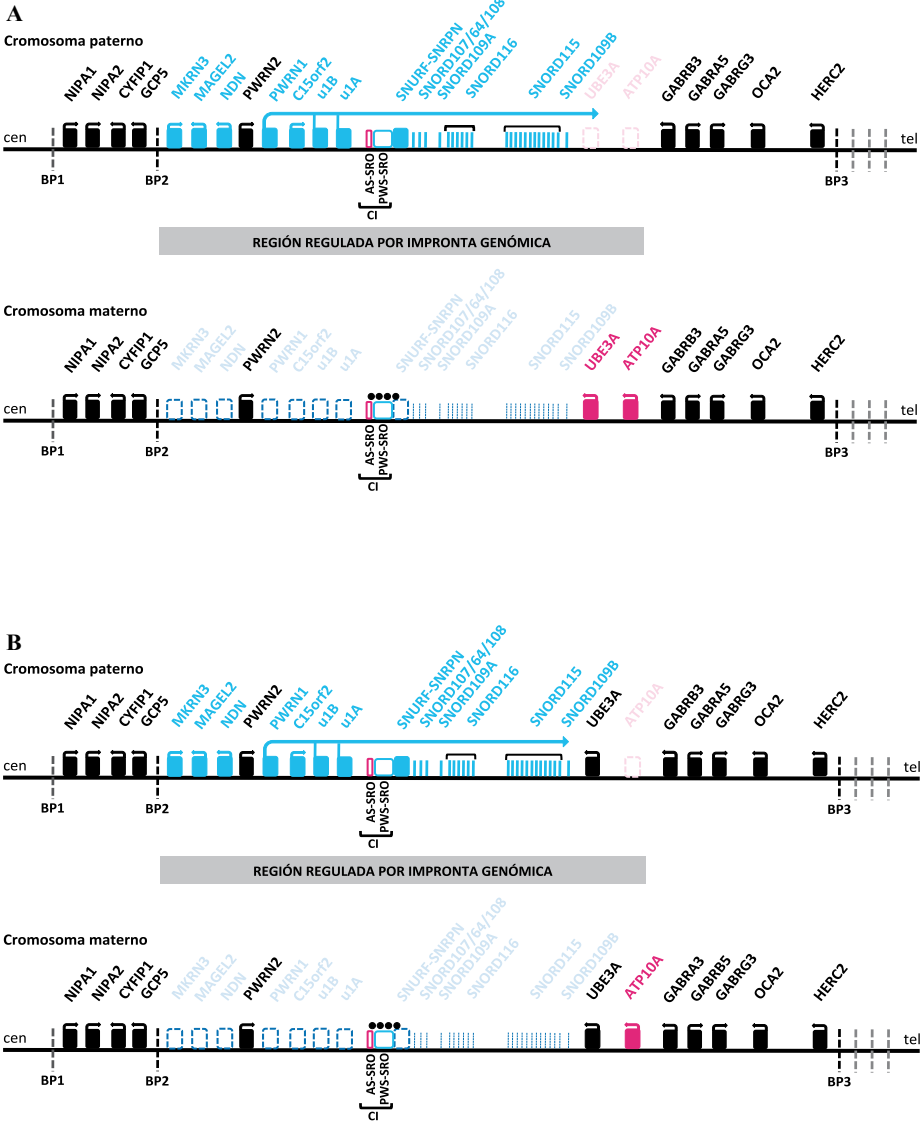 A
Cromosoma paterno
NIPA1 NIPA2 CYFIP1 GCP5 MKRN3 MAGEL2 NDN PWRN2 PWRN1 C15orf2 u1B u1A SNURF-SNRPN SNORD107/64/108 SNORD109A SNORD116 SNORD115 SNORD109B UBE3A ATP10A GABRB3 GABRA5 GABRG3 OCA2 HERC2
cen tel
BP1 BP2 AS-SRO PWS-SRO BP3
CI
REGIÓN REGULADA POR IMPRONTA GENÓMICA
Cromosoma materno
NIPA1 NIPA2 CYFIP1 GCP5 MKRN3 MAGEL2 NDN PWRN2 PWRN1 C15orf2 u1B u1A SNURF-SNRPN SNORD107/64/108 SNORD109A SNORD116 SNORD115 SNORD109B UBE3A ATP10A GABRB3 GABRA5 GABRG3 OCA2 HERC2
cen tel
BP1 BP2 AS-SRO PWS-SRO BP3
CI
B
Cromosoma paterno
NIPA1 NIPA2 CYFIP1 GCP5 MKRN3 MAGEL2 NDN PWRN2 PWRN1 C15orf2 u1B u1A SNURF-SNRPN SNORD107/64/108 SNORD109A SNORD116 SNORD115 SNORD109B UBE3A ATP10A GABRB3 GABRA5 GABRG3 OCA2 HERC2
cen tel
BP1 BP2 AS-SRO PWS-SRO BP3
CI
REGIÓN REGULADA POR IMPRONTA GENÓMICA
Cromosoma materno
NIPA1 NIPA2 CYFIP1 GCP5 MKRN3 MAGEL2 NDN PWRN2 PWRN1 C15orf2 u1B u1A SNURF-SNRPN SNORD107/64/108 SNORD109A SNORD116 SNORD115 SNORD109B UBE3A ATP10A GABRA3 GABRB5 GABRG3 OCA2 HERC2
cen tel
BP1 BP2 AS-SRO PWS-SRO BP3
CI